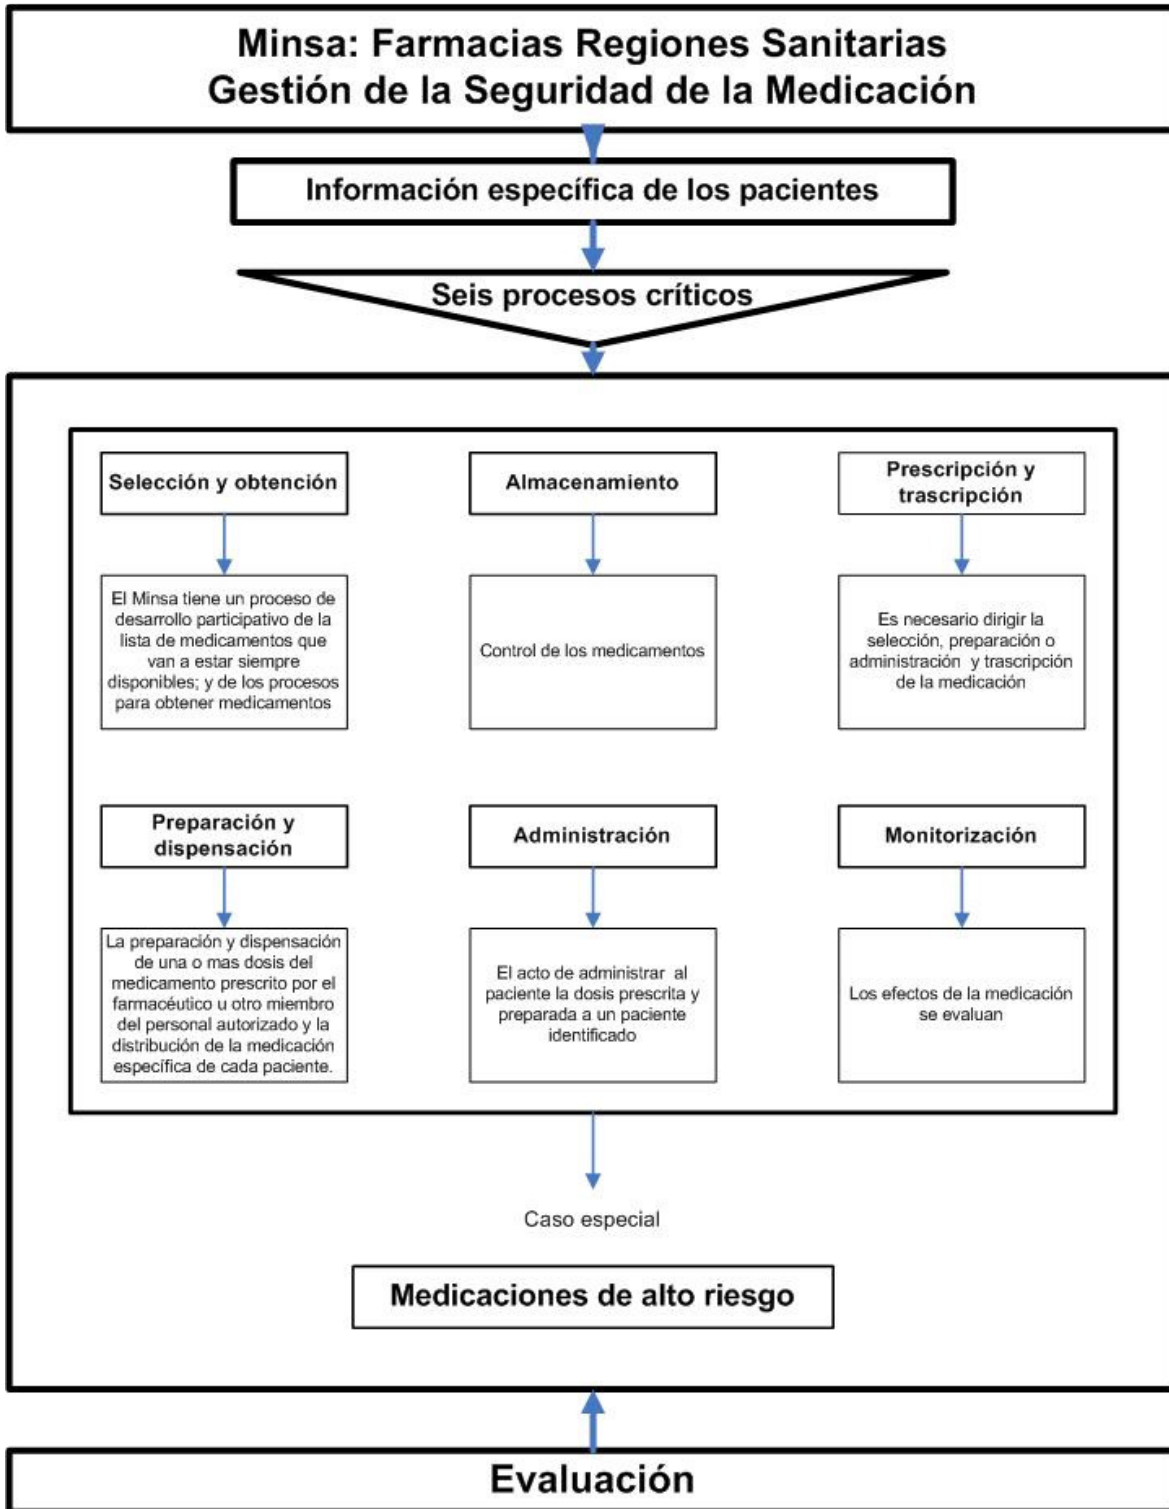 Minsa: Farmacias Regiones Sanitarias
Gestión de la Seguridad de la Medicación
Información específica de los pacientes
Seis procesos críticos
Selección y obtención
Almacenamiento
Prescripción y
trascripción
El Minsa tiene un proceso de
desarrollo participativo de la
lista de medicamentos que
van a estar siempre
disponibles; y de los procesos
para obtener medicamentos
Control de los medicamentos
Es necesario dirigir la
selección, preparación o
administración y trascripción
de la medicación
Preparación y
dispensación
Administración
Monitorización
La preparación y dispensación
de una o mas dosis del
medicamento prescrito por el
farmacéutico u otro miembro
del personal autorizado y la
distribución de la medicación
específica de cada paciente.
El acto de administrar al
paciente la dosis prescrita y
preparada a un paciente
identificado
Los efectos de la medicación
se evaluan
Caso especial
Medicaciones de alto riesgo
Evaluación